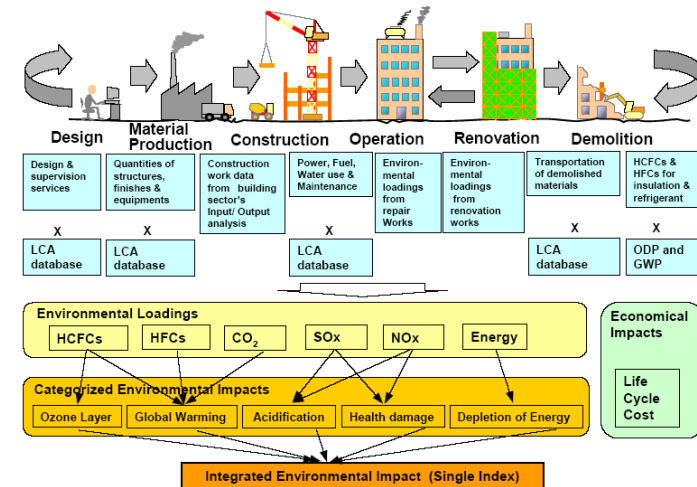 Design
Material
Production
Construction
Operation
Renovation
Demolition
Design &
supervision
services
Quantities of
structures,
finishes &
equipments
Construction
work data
from building
sector's
Input/ Output
analysis
Power, Fuel,
Water use &
Maintenance
Environ-
mental
loadings
from
repair
Works
Environ-
mental
loadings
from
renovation
works
Transportation
of demolished
materials
HCFCs &
HFCs for
insulation &
refrigerant
X
X
X
X
X
LCA
database
LCA
database
LCA
database
LCA
database
ODP and
GWP
Environmental Loadings
HCFCs
HFCs
CO2
SOx
NOx
Energy
Economical
Impacts
Life
Cycle
Cost
Categorized Environmental Impacts
Ozone Layer
Global Warming
Acidification
Health damage
Depletion of Energy
Integrated Environmental Impact (Single Index)